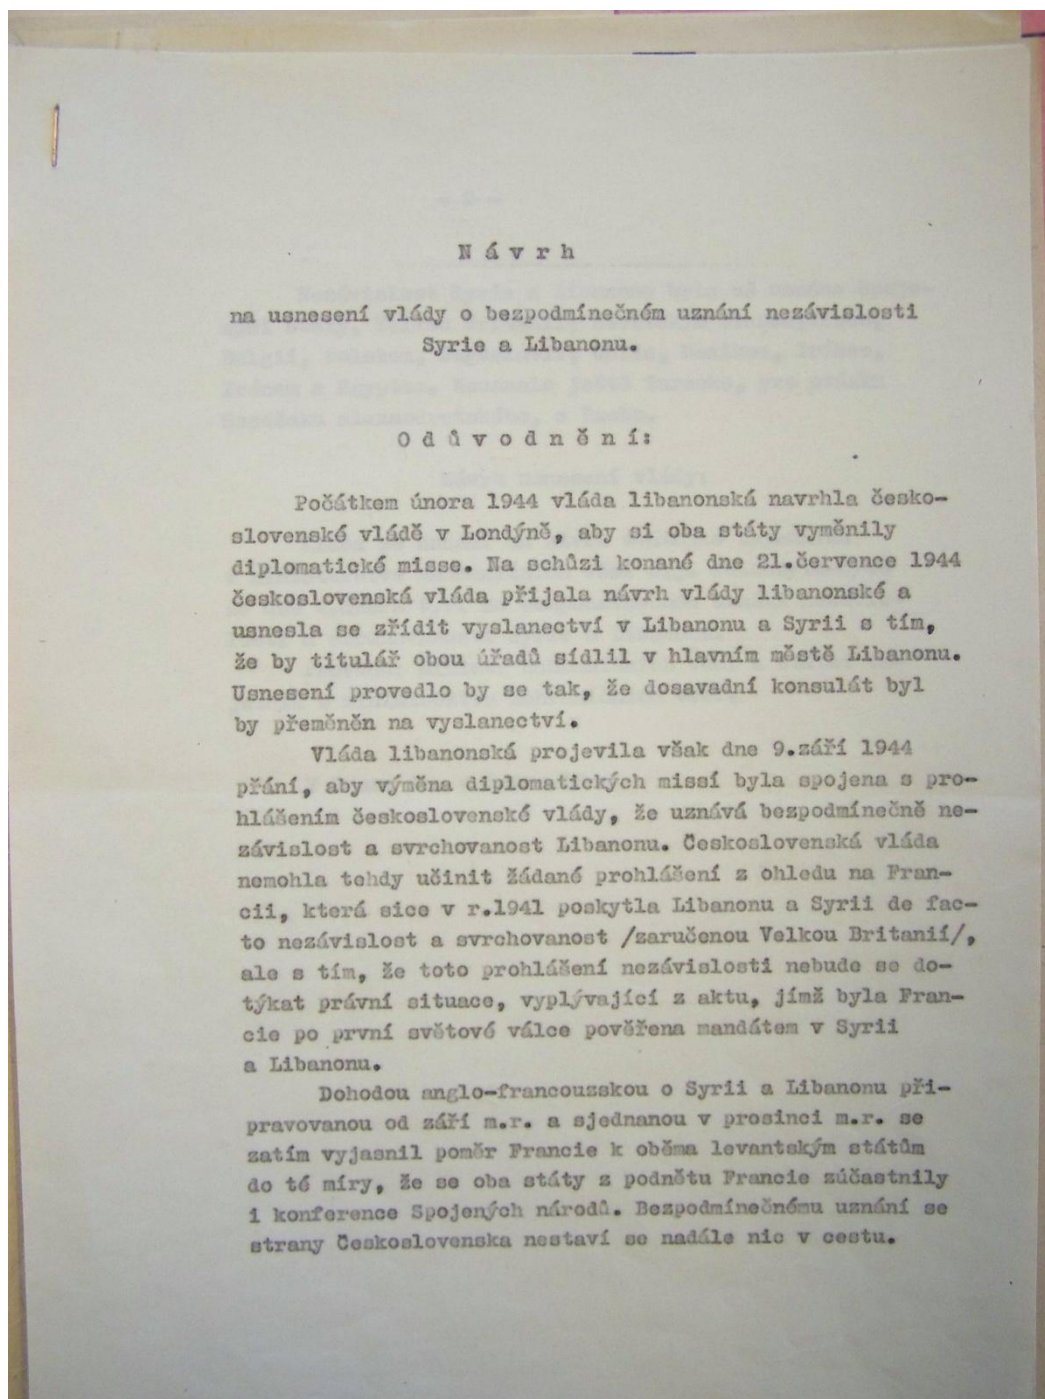 N á v r h
na usnesení vlády o bezpodmínečném uznání nezávislosti
Syrie a Libanonu.
O d ů v o d n ě n í:
Počátkem února 1944 vláda libanonská navrhla česko-
slovenské vládě v Londýně, aby si oba státy vyměnily
diplomatické misse. Na schůzi konané dne 21.července 1944
československá vláda přijala návrh vlády libanonské a
usnesla se zřídit vyslanectví v Libanonu a Syrii s tím,
že by titulář obou úřadů sídlil v hlavním městě Libanonu.
Usnesení provedlo by se tak, že dosavadní konsulát byl
by přeměněn na vyslanectví.
Vláda libanonská projevila však dne 9.září 1944
přání, aby výměna diplomatických missí byla spojena s pro-
hlášením československé vlády, že uznává bezpodmínečně ne-
závislost a svrchovanost Libanonu. Československá vláda
nemohla tehdy učinit žádané prohlášení z ohledu na Fran-
cii, která sice v r.1941 poskytla Libanonu a Syrii de fac-
to nezávislost a svrchovanost /zaručenou Velkou Britanií/,
ale s tím, že toto prohlášení nezávislosti nebude se do-
týkat právní situace, vyplývající z aktu, jímž byla Fran-
cie po první světové válce pověřena mandátem v Syrii
a Libanonu.
Dohodou anglo-francouzskou o Syrii a Libanonu při-
pravovanou od září m.r. a sjednanou v prosinci m.r. se
zatím vyjasnil poměr Francie k oběma levantským státům
do té míry, že se oba státy z podnětu Francie zúčastnily
i konference Spojených národů. Bezpodmínečnému uznání se
strany Československa nestaví se nadále nic v cestu.